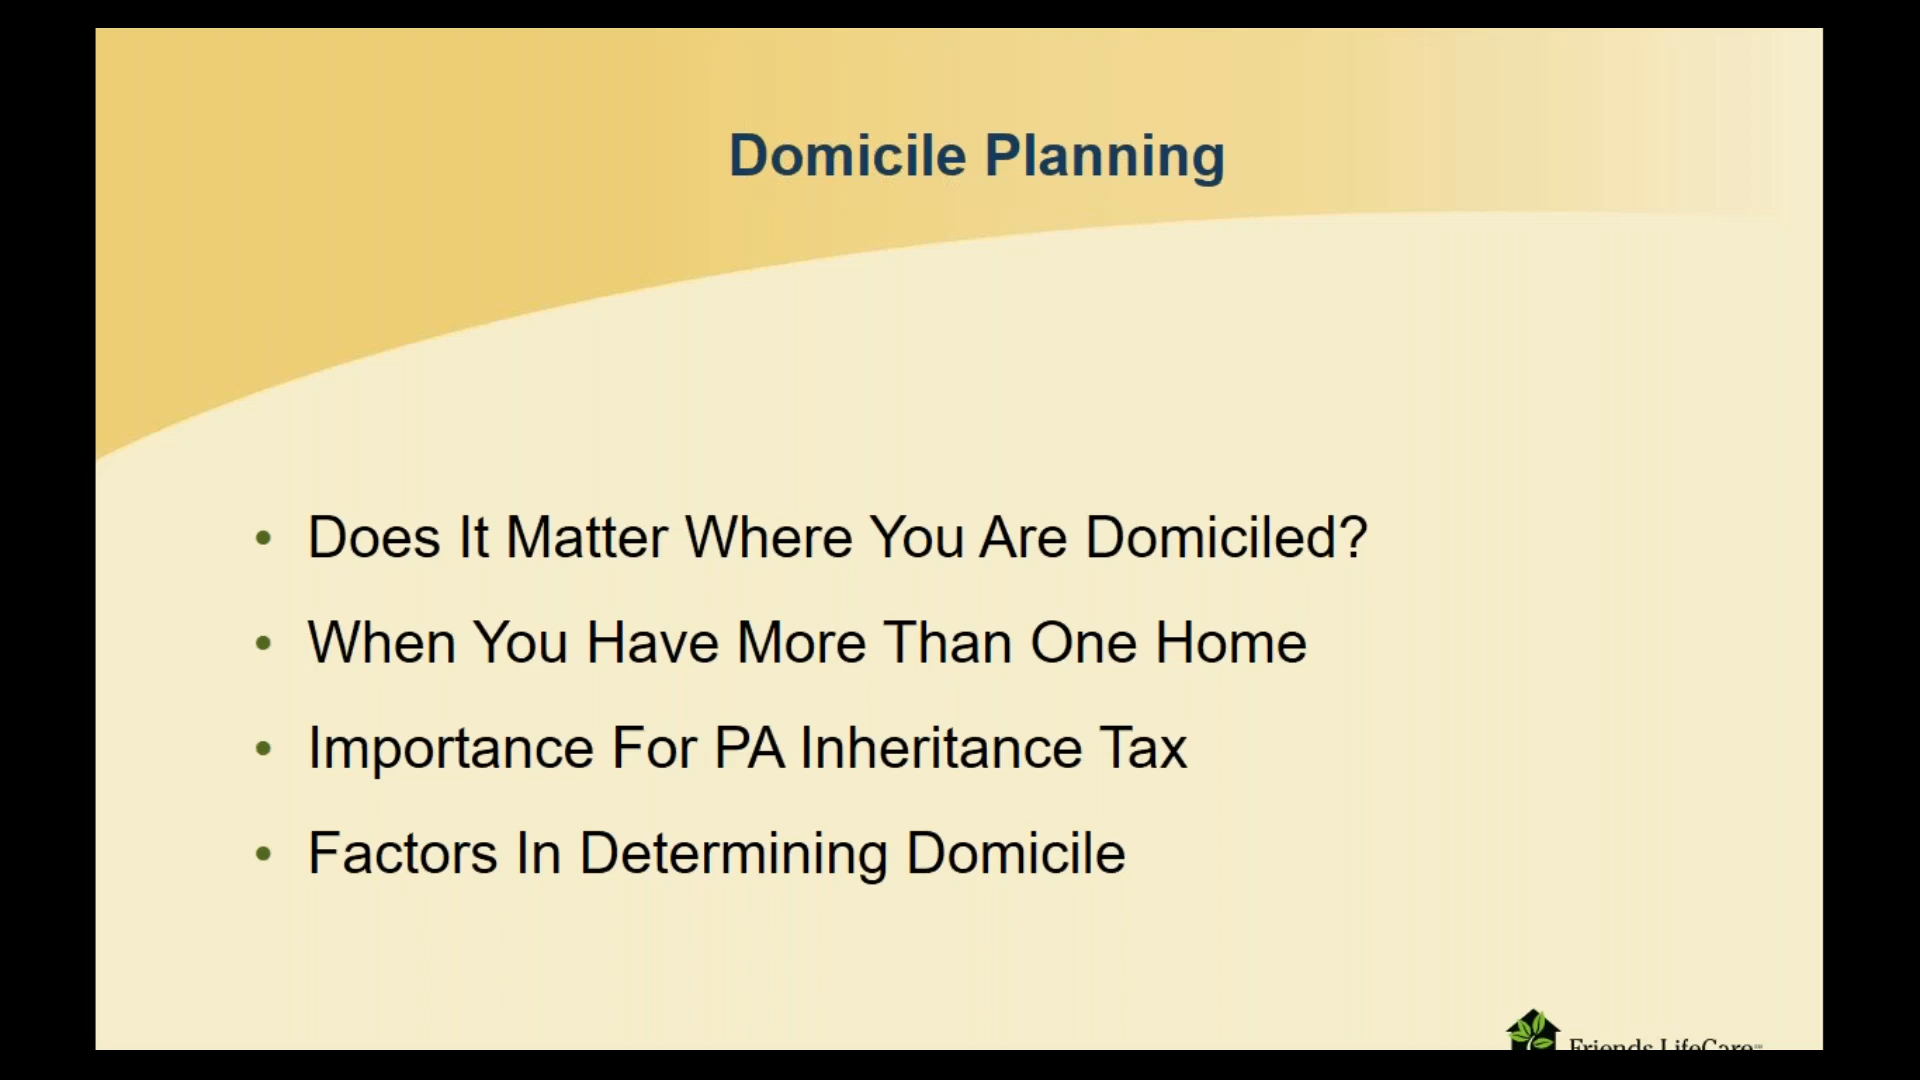 Domicile Planning
• Does It Matter Where You Are Domiciled?
• When You Have More Than One Home
• Importance For PA Inheritance Tax
• Factors In Determining Domicile
Friends LifeCare